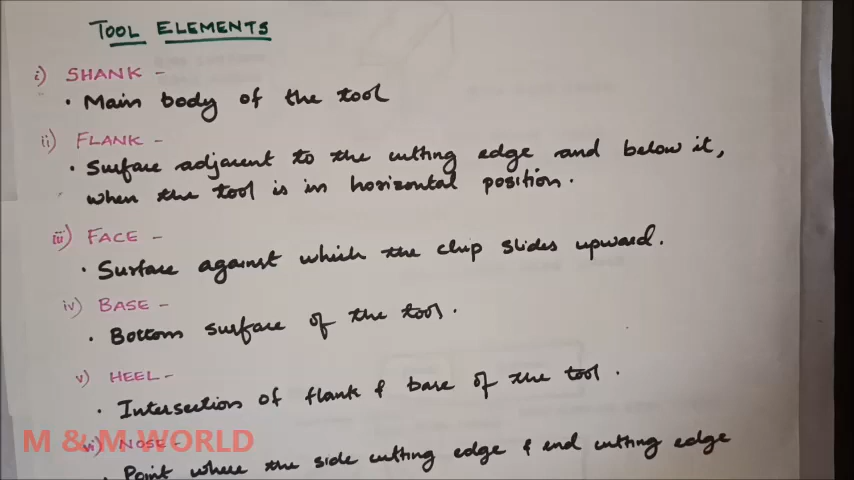 TOOL ELEMENTS
i) SHANK -
• Main body of the tool
ii) FLANK -
• Surface adjacent to the cutting edge and below it,
when the tool is in horizontal position.
iii) FACE -
• Surface against which the chip slides upward.
iv) BASE -
• Bottom surface of the tool.
v) HEEL -
• Intersection of flank & base of the tool.
vi) NOSE -
M & M WORLD
• Point where the side cutting edge & end cutting edge